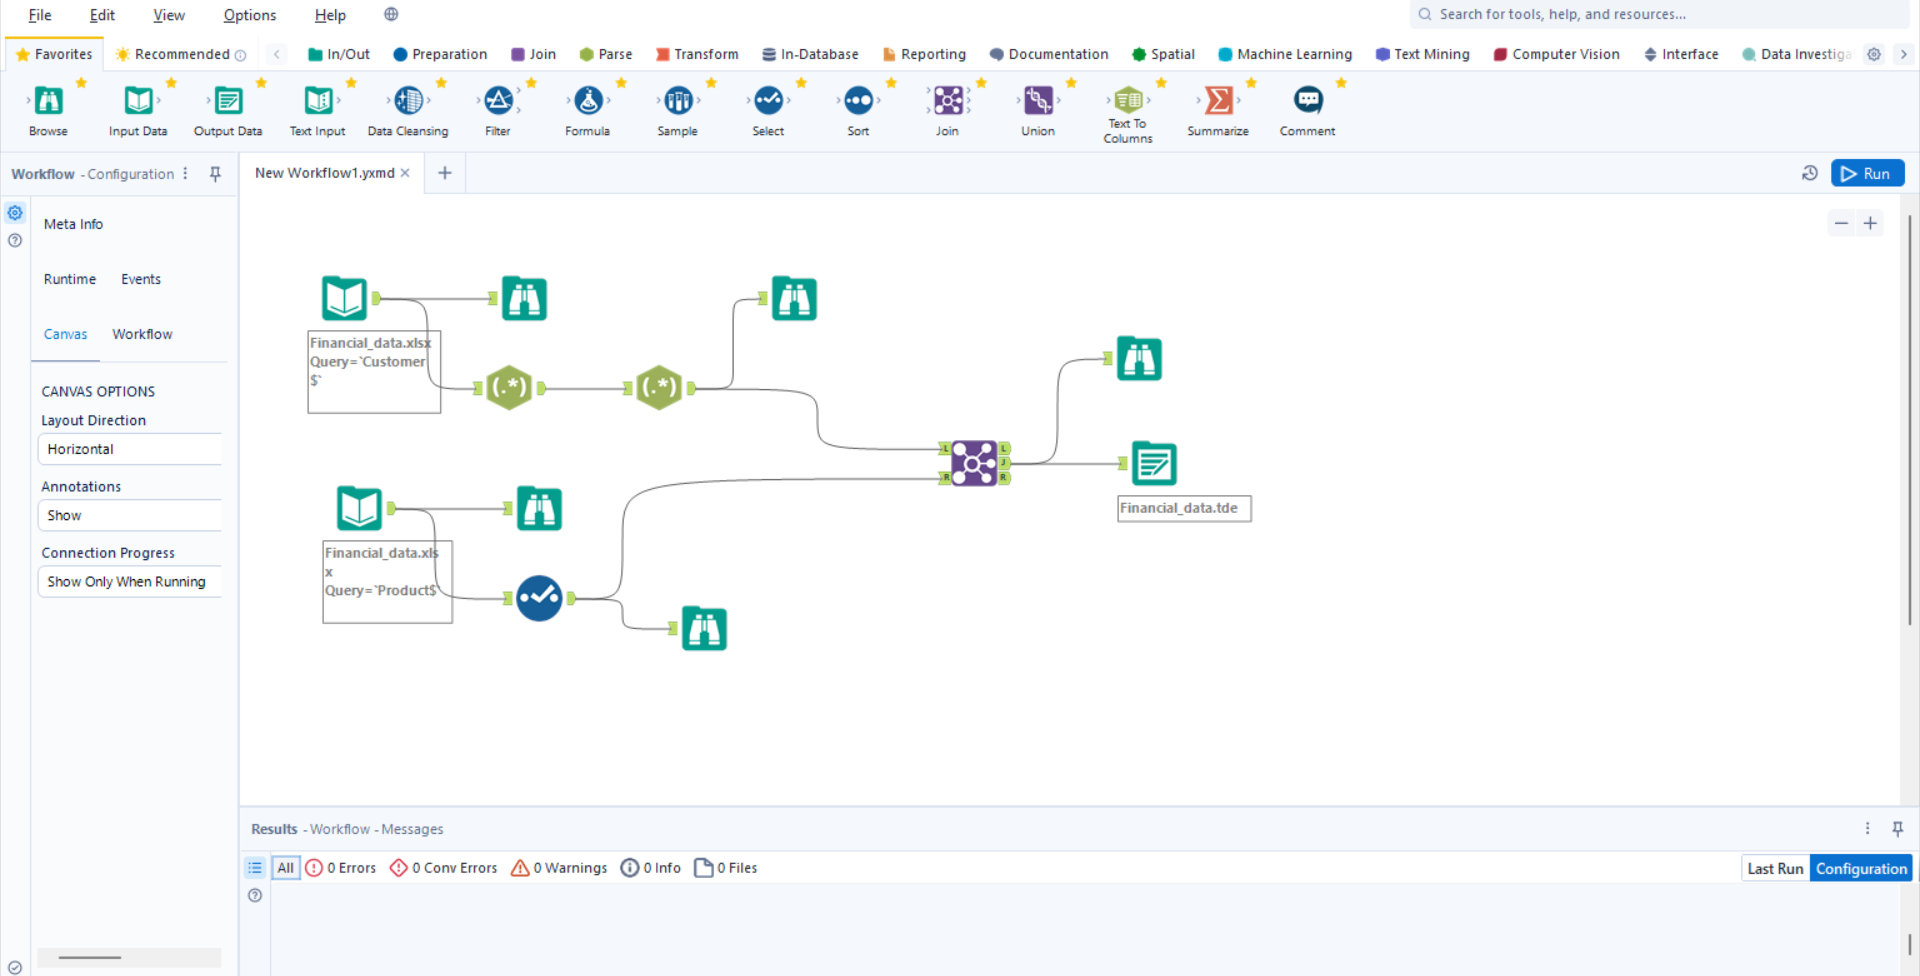 File Edit View Options Help
Search for tools, help, and resources...
Favorites Recommended In/Out Preparation Join Parse Transform In-Database Reporting Documentation Spatial Machine Learning Text Mining Computer Vision Interface Data Investiga
Browse Input Data Output Data Text Input Data Cleansing Filter Formula Sample Select Sort Join Union Text To Columns Summarize Comment
Workflow - Configuration
New Workflow1.yxmd
Run
Meta Info
Runtime Events
Canvas Workflow
CANVAS OPTIONS
Layout Direction
Horizontal
Annotations
Show
Connection Progress
Show Only When Running
Financial_data.xlsx
Query=`Customer
$`
(.*) (.*)
L L
J
R R
Financial_data.tde
Financial_data.xls
x
Query=`Product$`
Results - Workflow - Messages
All 0 Errors 0 Conv Errors 0 Warnings 0 Info 0 Files
Last Run Configuration